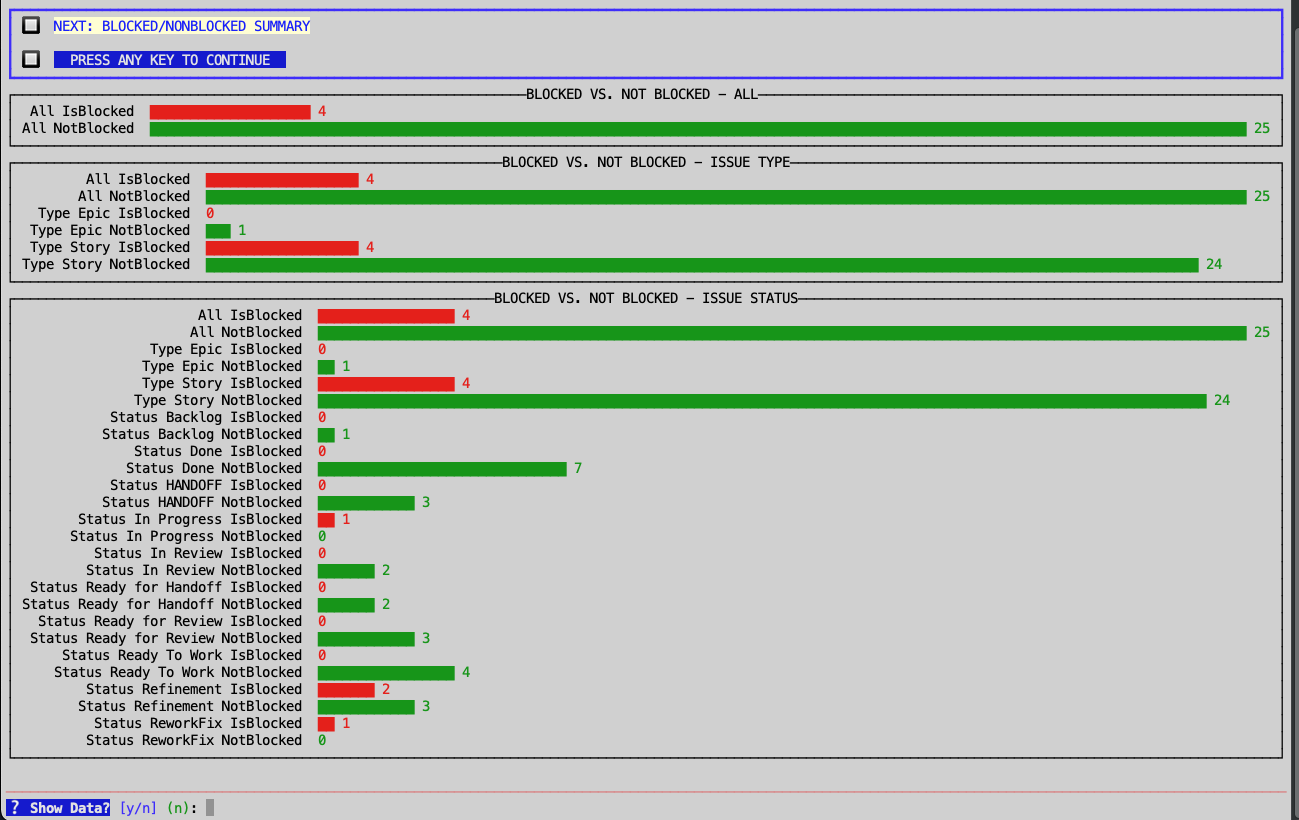 NEXT: BLOCKED/NONBLOCKED SUMMARY
PRESS ANY KEY TO CONTINUE
BLOCKED VS. NOT BLOCKED – ALL
All IsBlocked 4
All NotBlocked 25
BLOCKED VS. NOT BLOCKED – ISSUE TYPE
All IsBlocked 4
All NotBlocked 25
Type Epic IsBlocked 0
Type Epic NotBlocked 1
Type Story IsBlocked 4
Type Story NotBlocked 24
BLOCKED VS. NOT BLOCKED – ISSUE STATUS
All IsBlocked 4
All NotBlocked 25
Type Epic IsBlocked 0
Type Epic NotBlocked 1
Type Story IsBlocked 4
Type Story NotBlocked 24
Status Backlog IsBlocked 0
Status Backlog NotBlocked 1
Status Done IsBlocked 0
Status Done NotBlocked 7
Status HANDOFF IsBlocked 0
Status HANDOFF NotBlocked 3
Status In Progress IsBlocked 1
Status In Progress NotBlocked 0
Status In Review IsBlocked 0
Status In Review NotBlocked 2
Status Ready for Handoff IsBlocked 0
Status Ready for Handoff NotBlocked 2
Status Ready for Review IsBlocked 0
Status Ready for Review NotBlocked 3
Status Ready To Work IsBlocked 0
Status Ready To Work NotBlocked 4
Status Refinement IsBlocked 2
Status Refinement NotBlocked 3
Status ReworkFix IsBlocked 1
Status ReworkFix NotBlocked 0
? Show Data? [y/n] (n):